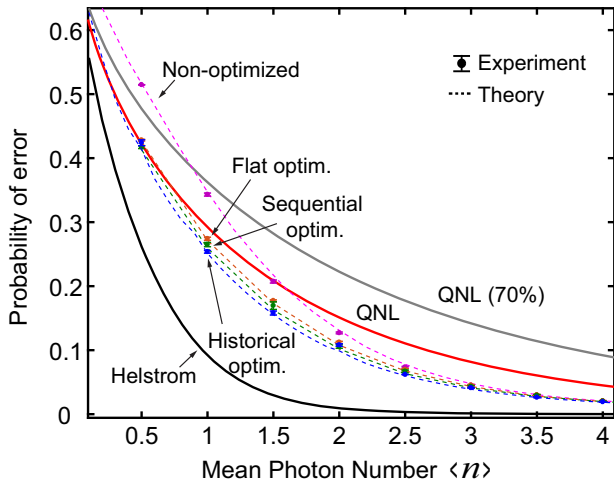 0.6
0.5
0.4
0.3
0.2
0.1
0
Probability of error
Non-optimized
Experiment
Theory
Flat optim.
Sequential
optim.
QNL (70%)
QNL
Historical
optim.
Helstrom
0.5 1 1.5 2 2.5 3 3.5 4
Mean Photon Number ‹n›